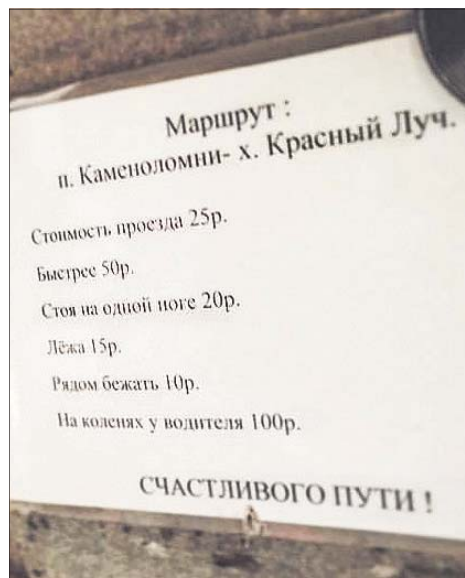 Маршрут :
п. Каменоломни- х. Красный Луч.
Стоимость проезда 25р.
Быстрее 50р.
Стоя на одной ноге 20р.
Лёжа 15р.
Рядом бежать 10р.
На коленях у водителя 100р.
СЧАСТЛИВОГО ПУТИ !